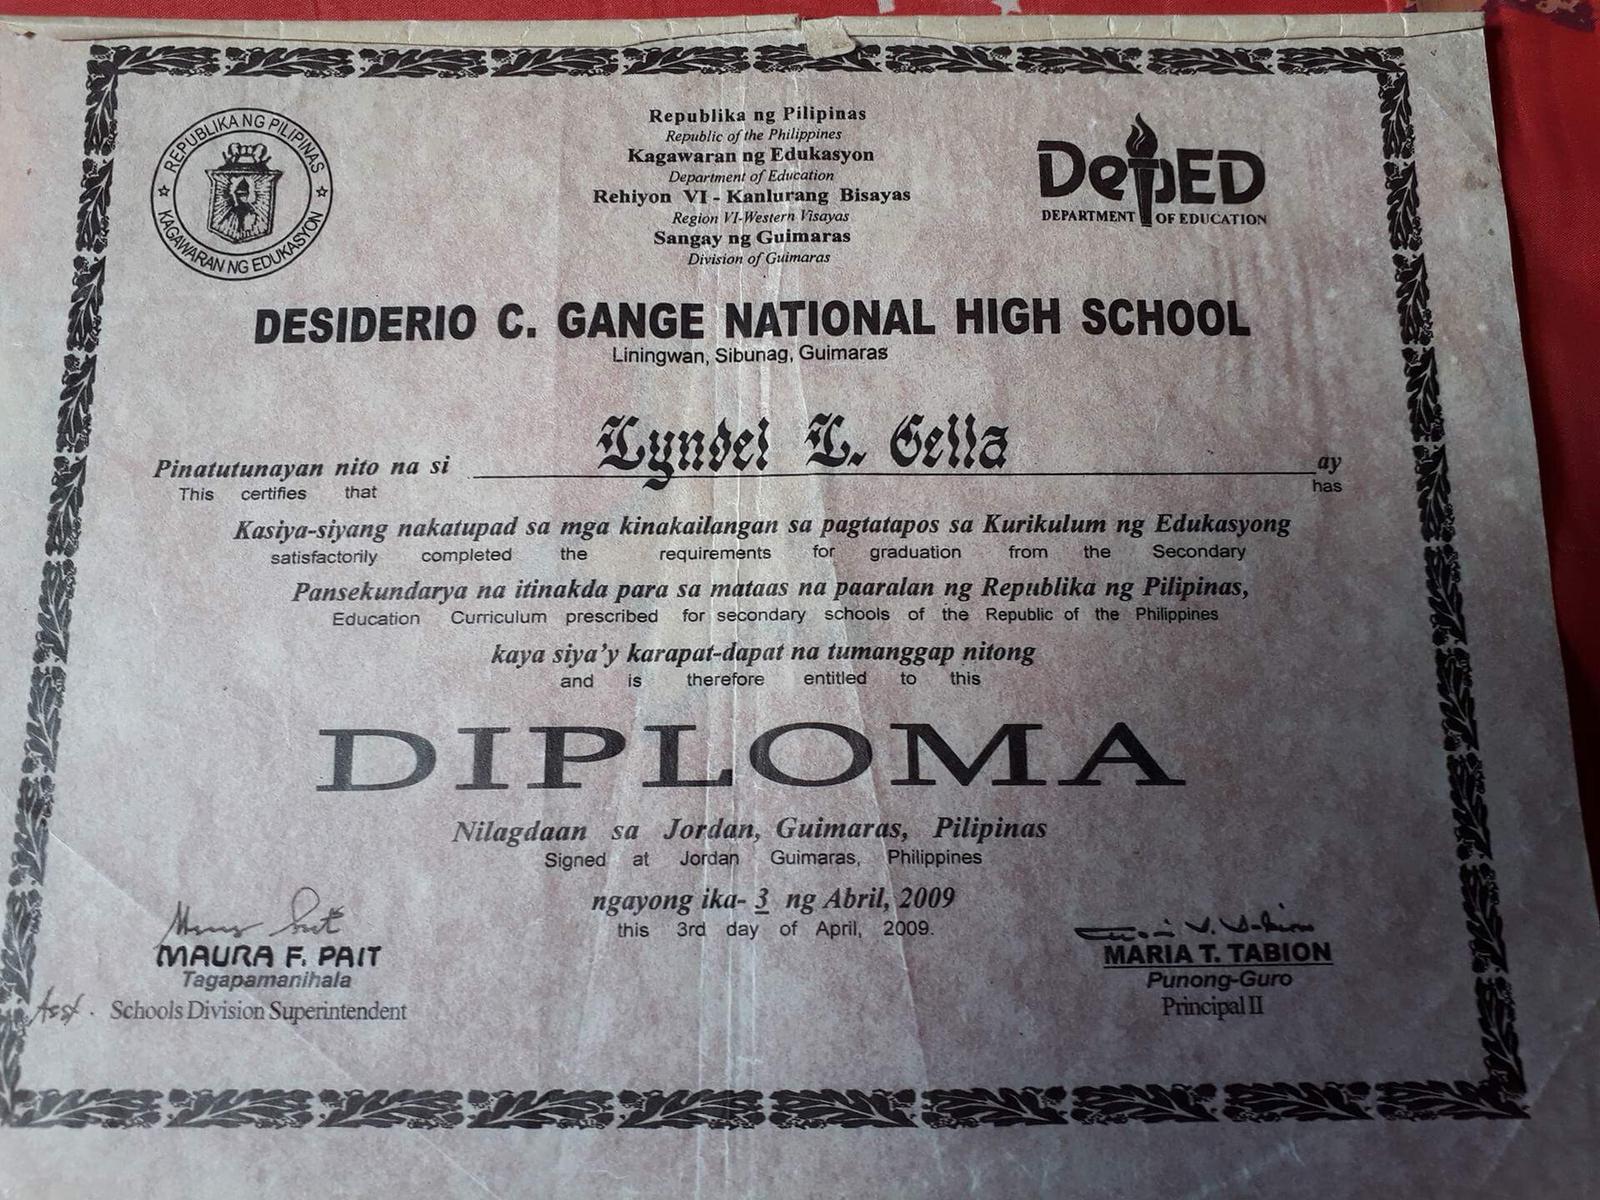 REPUBLIKA NG PILIPINAS
KAGAWARAN NG EDUKASYON
Republika ng Pilipinas
Republic of the Philippines
Kagawaran ng Edukasyon
Department of Education
Rehiyon VI - Kanlurang Bisayas
Region VI-Western Visayas
Sangay ng Guimaras
Division of Guimaras
DepED
DEPARTMENT OF EDUCATION
DESIDERIO C. GANGE NATIONAL HIGH SCHOOL
Liningwan, Sibunag, Guimaras
Pinatutunayan nito na si Lyndel L. Gella ay
This certifies that has
Kasiya-siyang nakatupad sa mga kinakailangan sa pagtatapos sa Kurikulum ng Edukasyong
satisfactorily completed the requirements for graduation from the Secondary
Pansekundarya na itinakda para sa mataas na paaralan ng Republika ng Pilipinas,
Education Curriculum prescribed for secondary schools of the Republic of the Philippines
kaya siya'y karapat-dapat na tumanggap nitong
and is therefore entitled to this
DIPLOMA
Nilagdaan sa Jordan, Guimaras, Pilipinas
Signed at Jordan Guimaras, Philippines
ngayong ika- 3 ng Abril, 2009
this 3rd day of April, 2009.
MAURA F. PAIT
Tagapamanihala
Asst. Schools Division Superintendent
MARIA T. TABION
Punong-Guro
Principal II